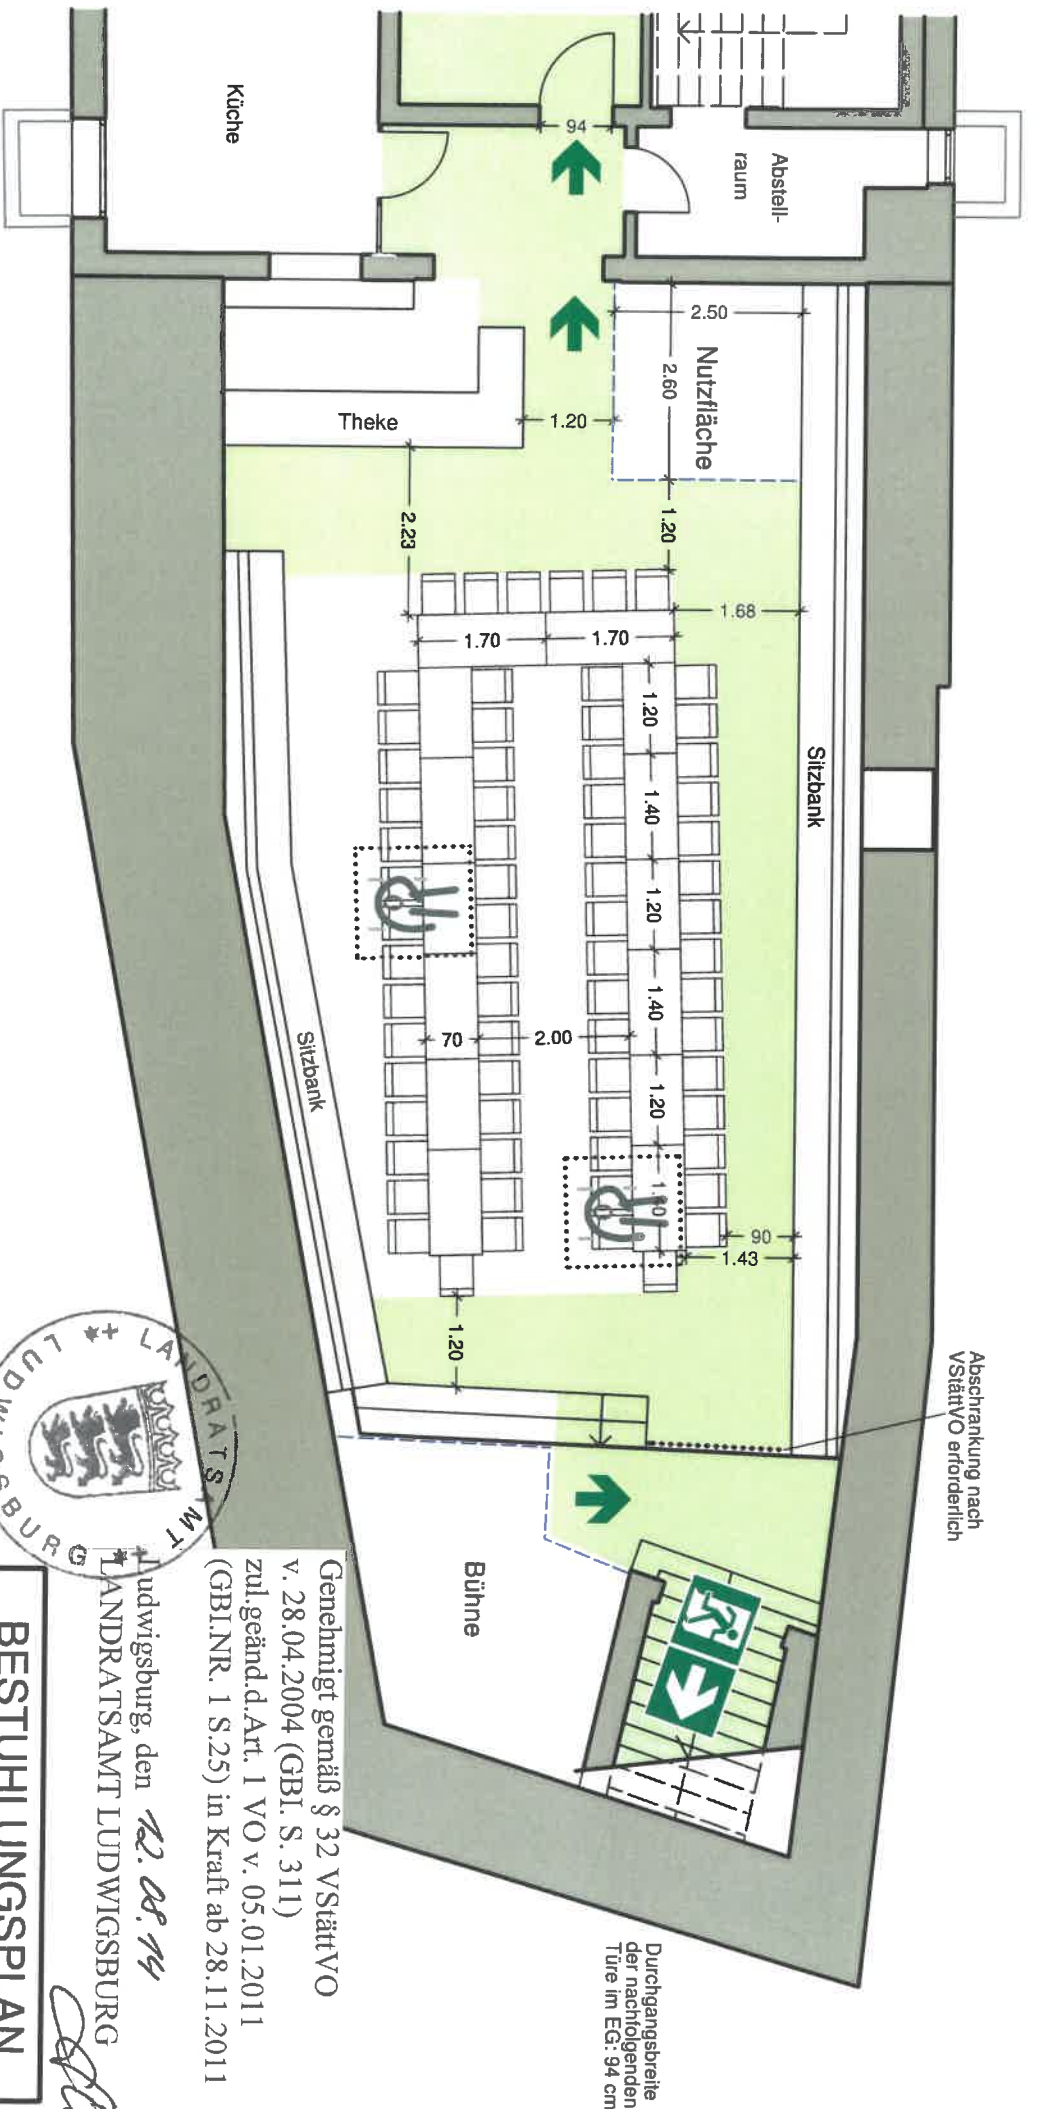 Küche
Abstell-
raum
94
2.50
2.60
Nutzfläche
Theke
1.20
2.23
1.20
1.68
1.70
1.70
1.20
1.40
1.20
1.40
1.20
Sitzbank
Sitzbank
70
2.00
90
1.43
1.20
Abschrankung nach
VStättVO erforderlich
Bühne
Durchgangsbreite
der nachfolgenden
Türe im EG: 94 cm
Genehmigt gemäß § 32 VStättVO
v. 28.04.2004 (GBl. S. 311)
zul.geänd.d.Art. 1 VO v. 05.01.2011
(GBl.NR. 1 S.25) in Kraft ab 28.11.2011
Ludwigsburg, den
LANDRATSAMT LUDWIGSBURG
LANDRATSAMT
LUDWIGSBURG
BESTUHLUNGSPLAN